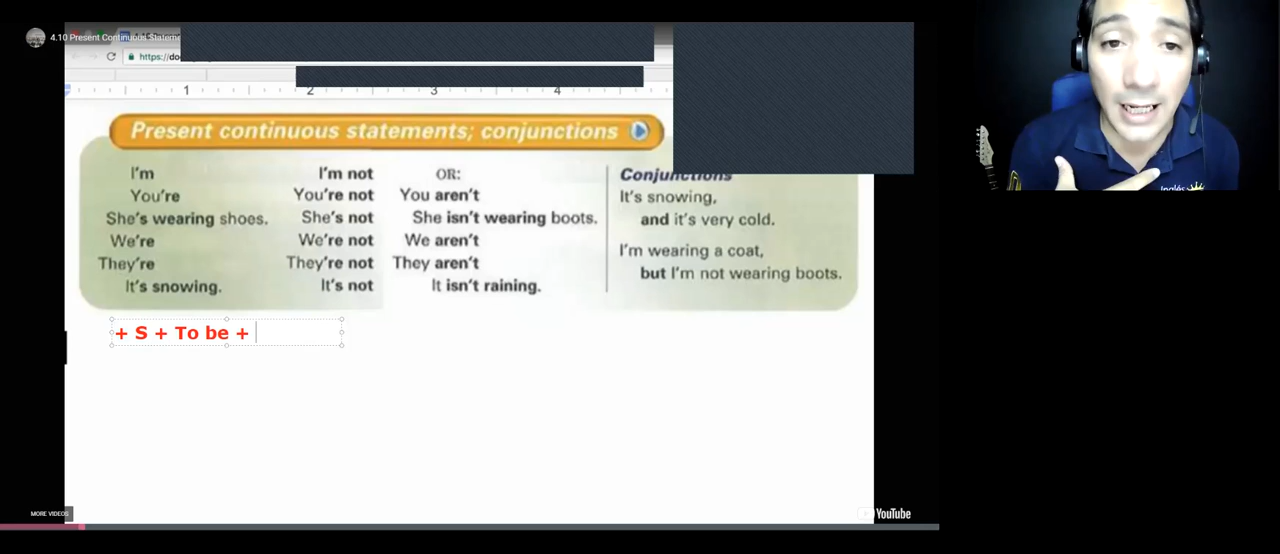 4.10 Present Continuous Stateme
https://do
1 2 3 4
Present continuous statements; conjunctions
I'm I'm not OR: Conjunctions
You're You're not You aren't It's snowing,
She's wearing shoes. She's not She isn't wearing boots. and it's very cold.
We're We're not We aren't I'm wearing a coat,
They're They're not They aren't but I'm not wearing boots.
It's snowing. It's not It isn't raining.
+ S + To be +
Inglés
MORE VIDEOS
YouTube